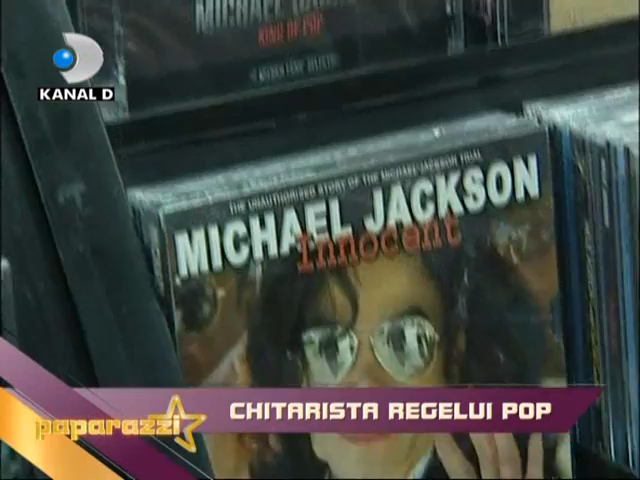 MICHAEL JACKSON
KING OF POP
KANAL D
THE UNAUTHORISED STORY OF THE MICHAEL JACKSON TRIAL
MICHAEL JACKSON
Innocent
paparazzi
CHITARISTA REGELUI POP